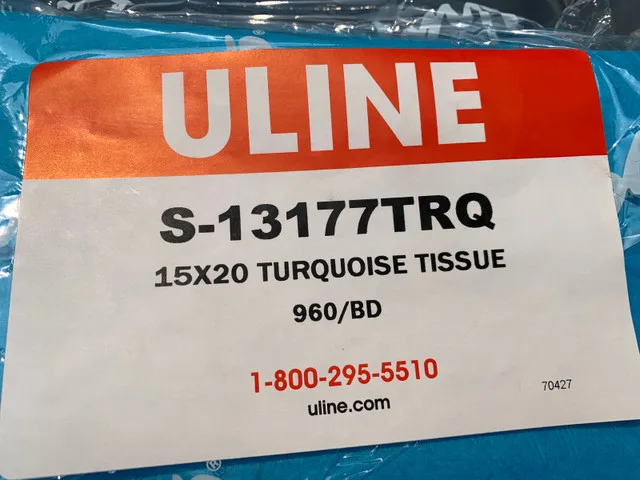 ULINE
S-13177TRQ
15X20 TURQUOISE TISSUE
960/BD
1-800-295-5510
uline.com
70427